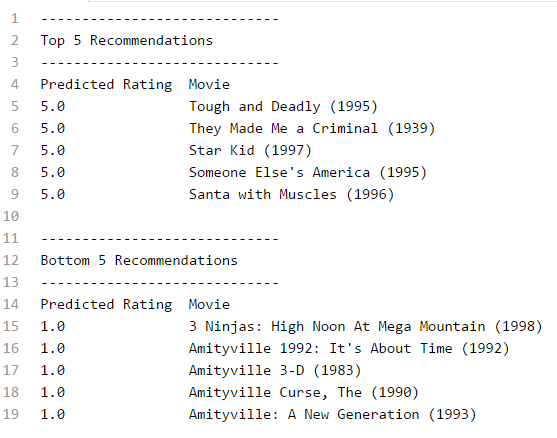 1 -----------------------------
2 Top 5 Recommendations
3 -----------------------------
4 Predicted Rating  Movie
5 5.0               Tough and Deadly (1995)
6 5.0               They Made Me a Criminal (1939)
7 5.0               Star Kid (1997)
8 5.0               Someone Else's America (1995)
9 5.0               Santa with Muscles (1996)
10
11 -----------------------------
12 Bottom 5 Recommendations
13 -----------------------------
14 Predicted Rating  Movie
15 1.0               3 Ninjas: High Noon At Mega Mountain (1998)
16 1.0               Amityville 1992: It's About Time (1992)
17 1.0               Amityville 3-D (1983)
18 1.0               Amityville Curse, The (1990)
19 1.0               Amityville: A New Generation (1993)